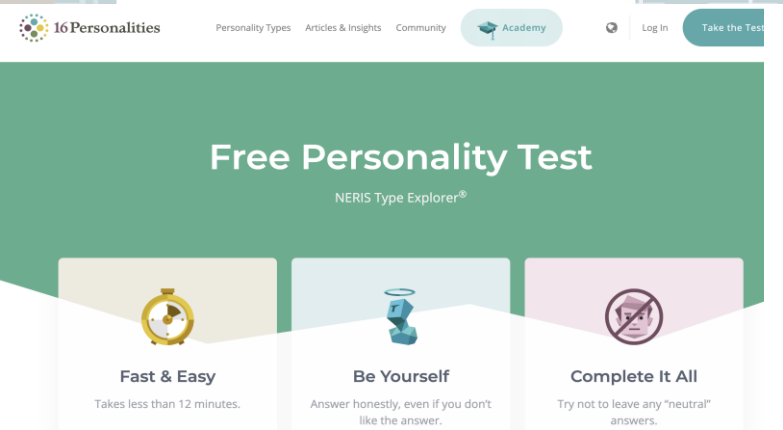 16Personalities
Personality Types Articles & Insights Community Academy Log In Take the Test
Free Personality Test
NERIS Type Explorer®
Fast & Easy
Takes less than 12 minutes.
Be Yourself
Answer honestly, even if you don’t
like the answer.
Complete It All
Try not to leave any “neutral”
answers.